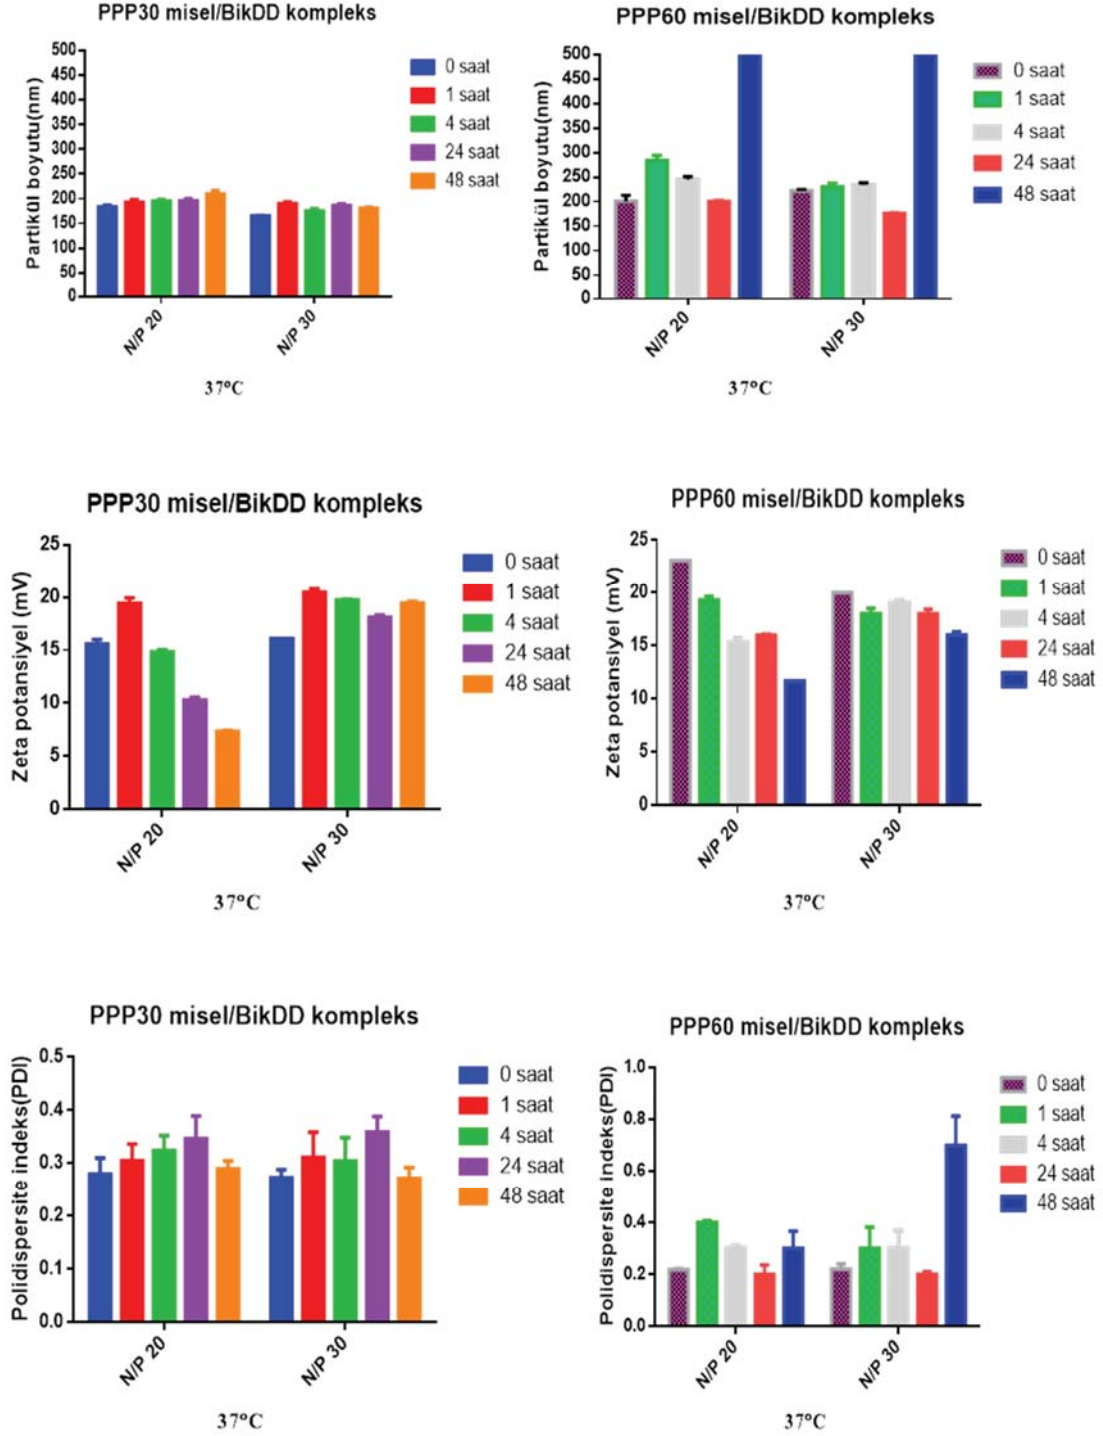 PPP30 misel/BikDD kompleks
Partikül boyutu(nm)
500
450
400
350
300
250
200
150
100
50
0
N/P 20
N/P 30
37°C
0 saat
1 saat
4 saat
24 saat
48 saat
PPP60 misel/BikDD kompleks
Partikül boyutu(nm)
500
450
400
350
300
250
200
150
100
50
0
N/P 20
N/P 30
37°C
0 saat
1 saat
4 saat
24 saat
48 saat
PPP30 misel/BikDD kompleks
Zeta potansiyel (mV)
25
20
15
10
5
0
N/P 20
N/P 30
37°C
0 saat
1 saat
4 saat
24 saat
48 saat
PPP60 misel/BikDD kompleks
Zeta potansiyel (mV)
25
20
15
10
5
0
N/P 20
N/P 30
37°C
0 saat
1 saat
4 saat
24 saat
48 saat
PPP30 misel/BikDD kompleks
Polidispersite indeks(PDI)
0.5
0.4
0.3
0.2
0.1
0.0
N/P 20
N/P 30
37°C
0 saat
1 saat
4 saat
24 saat
48 saat
PPP60 misel/BikDD kompleks
Polidispersite indeks(PDI)
1.0
0.8
0.6
0.4
0.2
0.0
N/P 20
N/P 30
37°C
0 saat
1 saat
4 saat
24 saat
48 saat